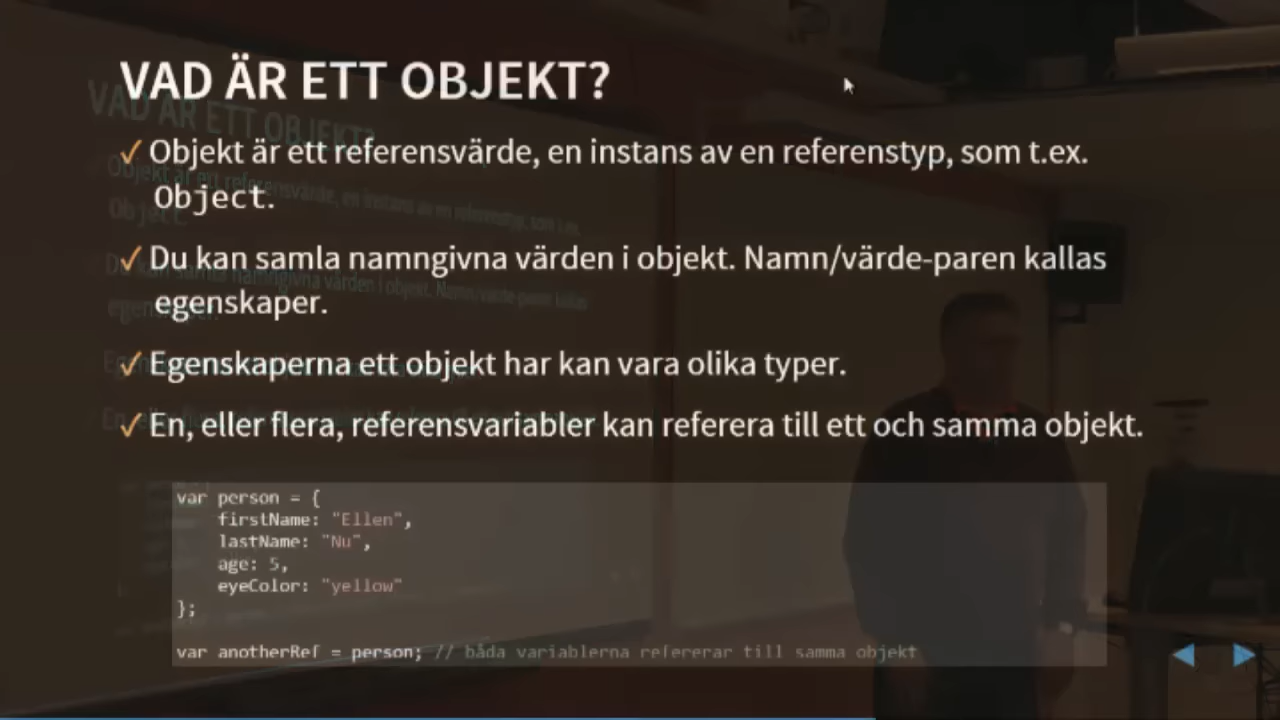 VAD ÄR ETT OBJEKT?
✓ Objekt är ett referensvärde, en instans av en referenstyp, som t.ex.
Object.
✓ Du kan samla namngivna värden i objekt. Namn/värde-paren kallas
egenskaper.
✓ Egenskaperna ett objekt har kan vara olika typer.
✓ En, eller flera, referensvariabler kan referera till ett och samma objekt.
var person = {
    firstName: "Ellen",
    lastName: "Nu",
    age: 5,
    eyeColor: "yellow"
};
var anotherRef = person; // båda variablerna refererar till samma objekt